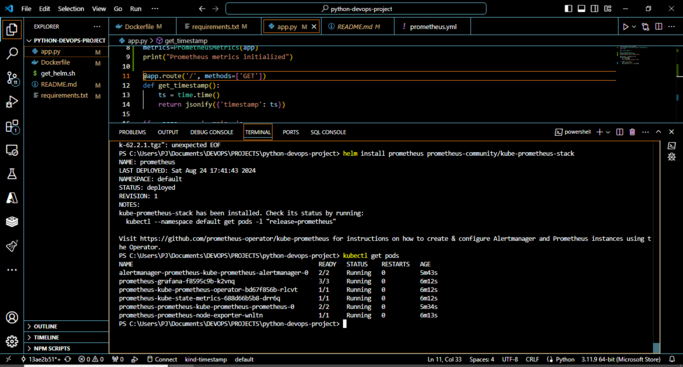 File Edit Selection View Go Run ...
python-devops-project
EXPLORER
PYTHON-DEVOPS-PROJECT
app.py M
Dockerfile M
get_helm.sh
README.md M
requirements.txt M
OUTLINE
TIMELINE
NPM SCRIPTS
Dockerfile M
requirements.txt M
app.py M
README.md M
prometheus.yml
app.py > get_timestamp
8 metrics=PrometheusMetrics(app)
9 print("Prometheus metrics initialized")
10
11 @app.route('/', methods=['GET'])
12 def get_timestamp():
13 ts = time.time()
14 return jsonify({'timestamp': ts})
15
PROBLEMS OUTPUT DEBUG CONSOLE TERMINAL PORTS SQL CONSOLE
powershell
k-62.2.1.tgz": unexpected EOF
PS C:\Users\PJ\Documents\DEVOPS\PROJECTS\python-devops-project> helm install prometheus prometheus-community/kube-prometheus-stack
NAME: prometheus
LAST DEPLOYED: Sat Aug 24 17:41:43 2024
NAMESPACE: default
STATUS: deployed
REVISION: 1
NOTES:
kube-prometheus-stack has been installed. Check its status by running:
kubectl --namespace default get pods -l "release=prometheus"
Visit https://github.com/prometheus-operator/kube-prometheus for instructions on how to create & configure Alertmanager and Prometheus instances using t
he Operator.
PS C:\Users\PJ\Documents\DEVOPS\PROJECTS\python-devops-project> kubectl get pods
NAME READY STATUS RESTARTS AGE
alertmanager-prometheus-kube-prometheus-alertmanager-0 2/2 Running 0 5m43s
prometheus-grafana-f8595c9b-k2vnq 3/3 Running 0 6m12s
prometheus-kube-prometheus-operator-bd67f856b-rlcvt 1/1 Running 0 6m12s
prometheus-kube-state-metrics-688d66b5b8-drr6q 1/1 Running 0 6m12s
prometheus-prometheus-kube-prometheus-prometheus-0 2/2 Running 0 5m34s
prometheus-prometheus-node-exporter-wnltn 1/1 Running 0 6m13s
PS C:\Users\PJ\Documents\DEVOPS\PROJECTS\python-devops-project>
13ae2b51*+ 0 0 0 Connect kind-timestamp default
Ln 11, Col 33 Spaces: 4 UTF-8 CRLF Python 3.11.9 64-bit (Microsoft Store)